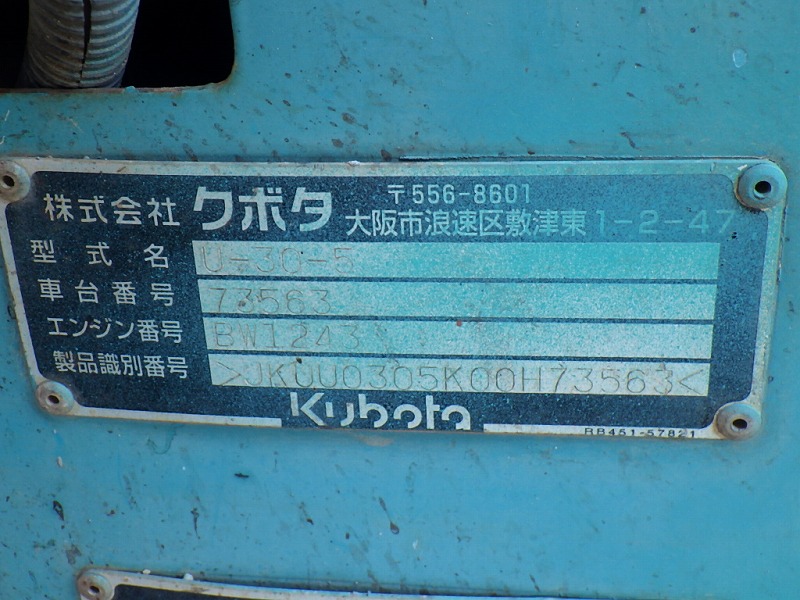 株式会社 クボタ 〒556-8601
大阪市浪速区敷津東1-2-47
型式名 U-30-5
車台番号 73563
エンジン番号 BW1243
製品識別番号 >JKUU0305K00H73563<
Kubota
RB451-57821